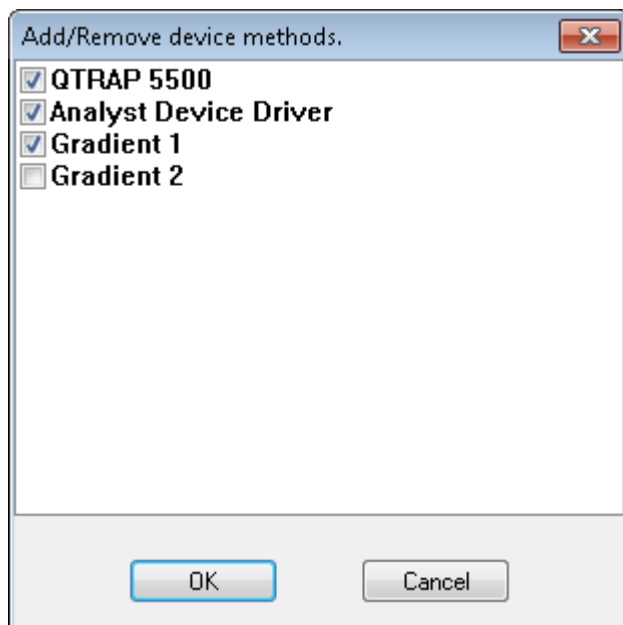 Add/Remove device methods.
QTRAP 5500
Analyst Device Driver
Gradient 1
Gradient 2
OK
Cancel